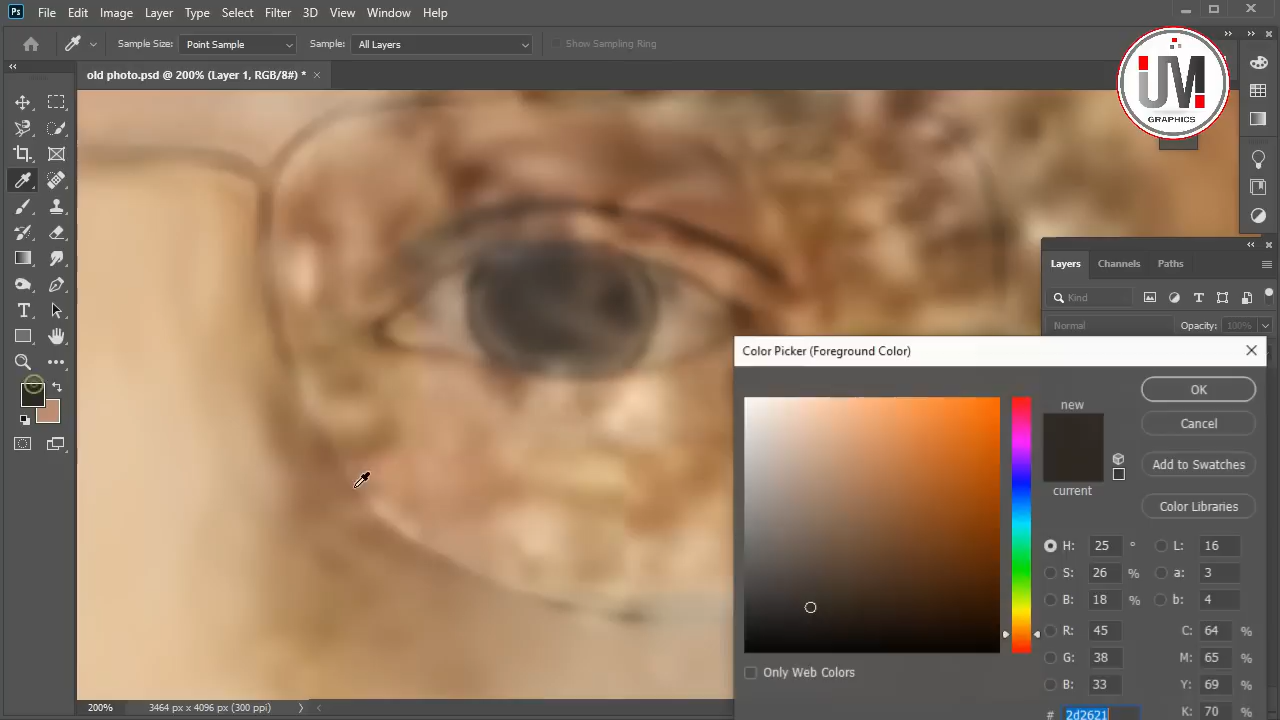 Ps File Edit Image Layer Type Select Filter 3D View Window Help
Sample Size: Point Sample Sample: All Layers Show Sampling Ring
old photo.psd @ 200% (Layer 1, RGB/8#) * ×
UM
GRAPHICS
Layers Channels Paths
Kind
Normal Opacity: 100%
Color Picker (Foreground Color)
new
current
OK
Cancel
Add to Swatches
Color Libraries
H: 25 ° L: 16
S: 26 % a: 3
B: 18 % b: 4
R: 45 C: 64 %
G: 38 M: 65 %
B: 33 Y: 69 %
# 2d2621 K: 70 %
Only Web Colors
200% 3464 px x 4096 px (300 ppi)